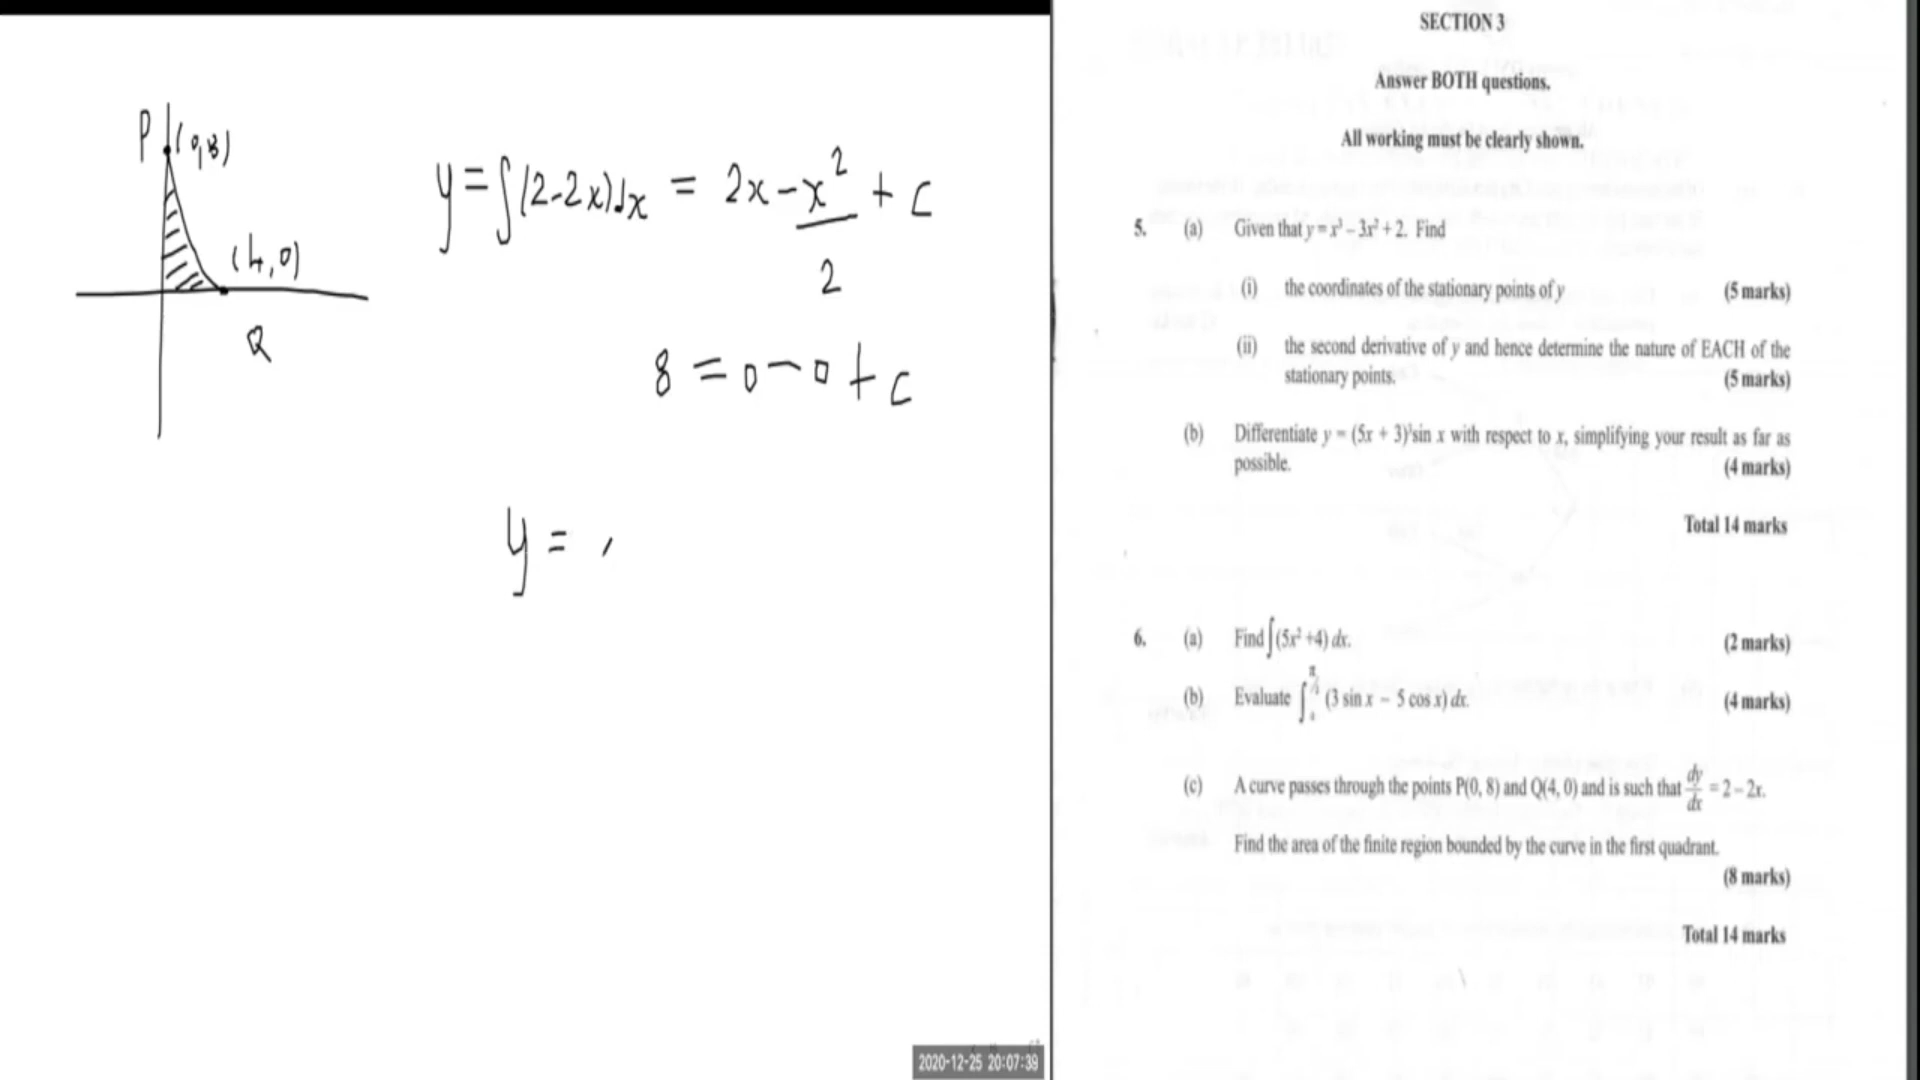 P (0,8)
(4,0)
Q
y = ∫(2-2x)dx = 2x - x²/2 + c
8 = 0 - 0 + c
y =
2020-12-25 20:07:39
SECTION 3
Answer BOTH questions.
All working must be clearly shown.
5. (a) Given that y = x³ – 3x² + 2. Find
(i) the coordinates of the stationary points of y (5 marks)
(ii) the second derivative of y and hence determine the nature of EACH of the
stationary points. (5 marks)
(b) Differentiate y = (5x + 3)³sin x with respect to x, simplifying your result as far as
possible. (4 marks)
Total 14 marks
6. (a) Find ∫(5x² +4) dx. (2 marks)
(b) Evaluate ∫ (3 sin x – 5 cos x) dx. (4 marks)
(c) A curve passes through the points P(0, 8) and Q(4, 0) and is such that dy/dx = 2 – 2x.
Find the area of the finite region bounded by the curve in the first quadrant.
(8 marks)
Total 14 marks